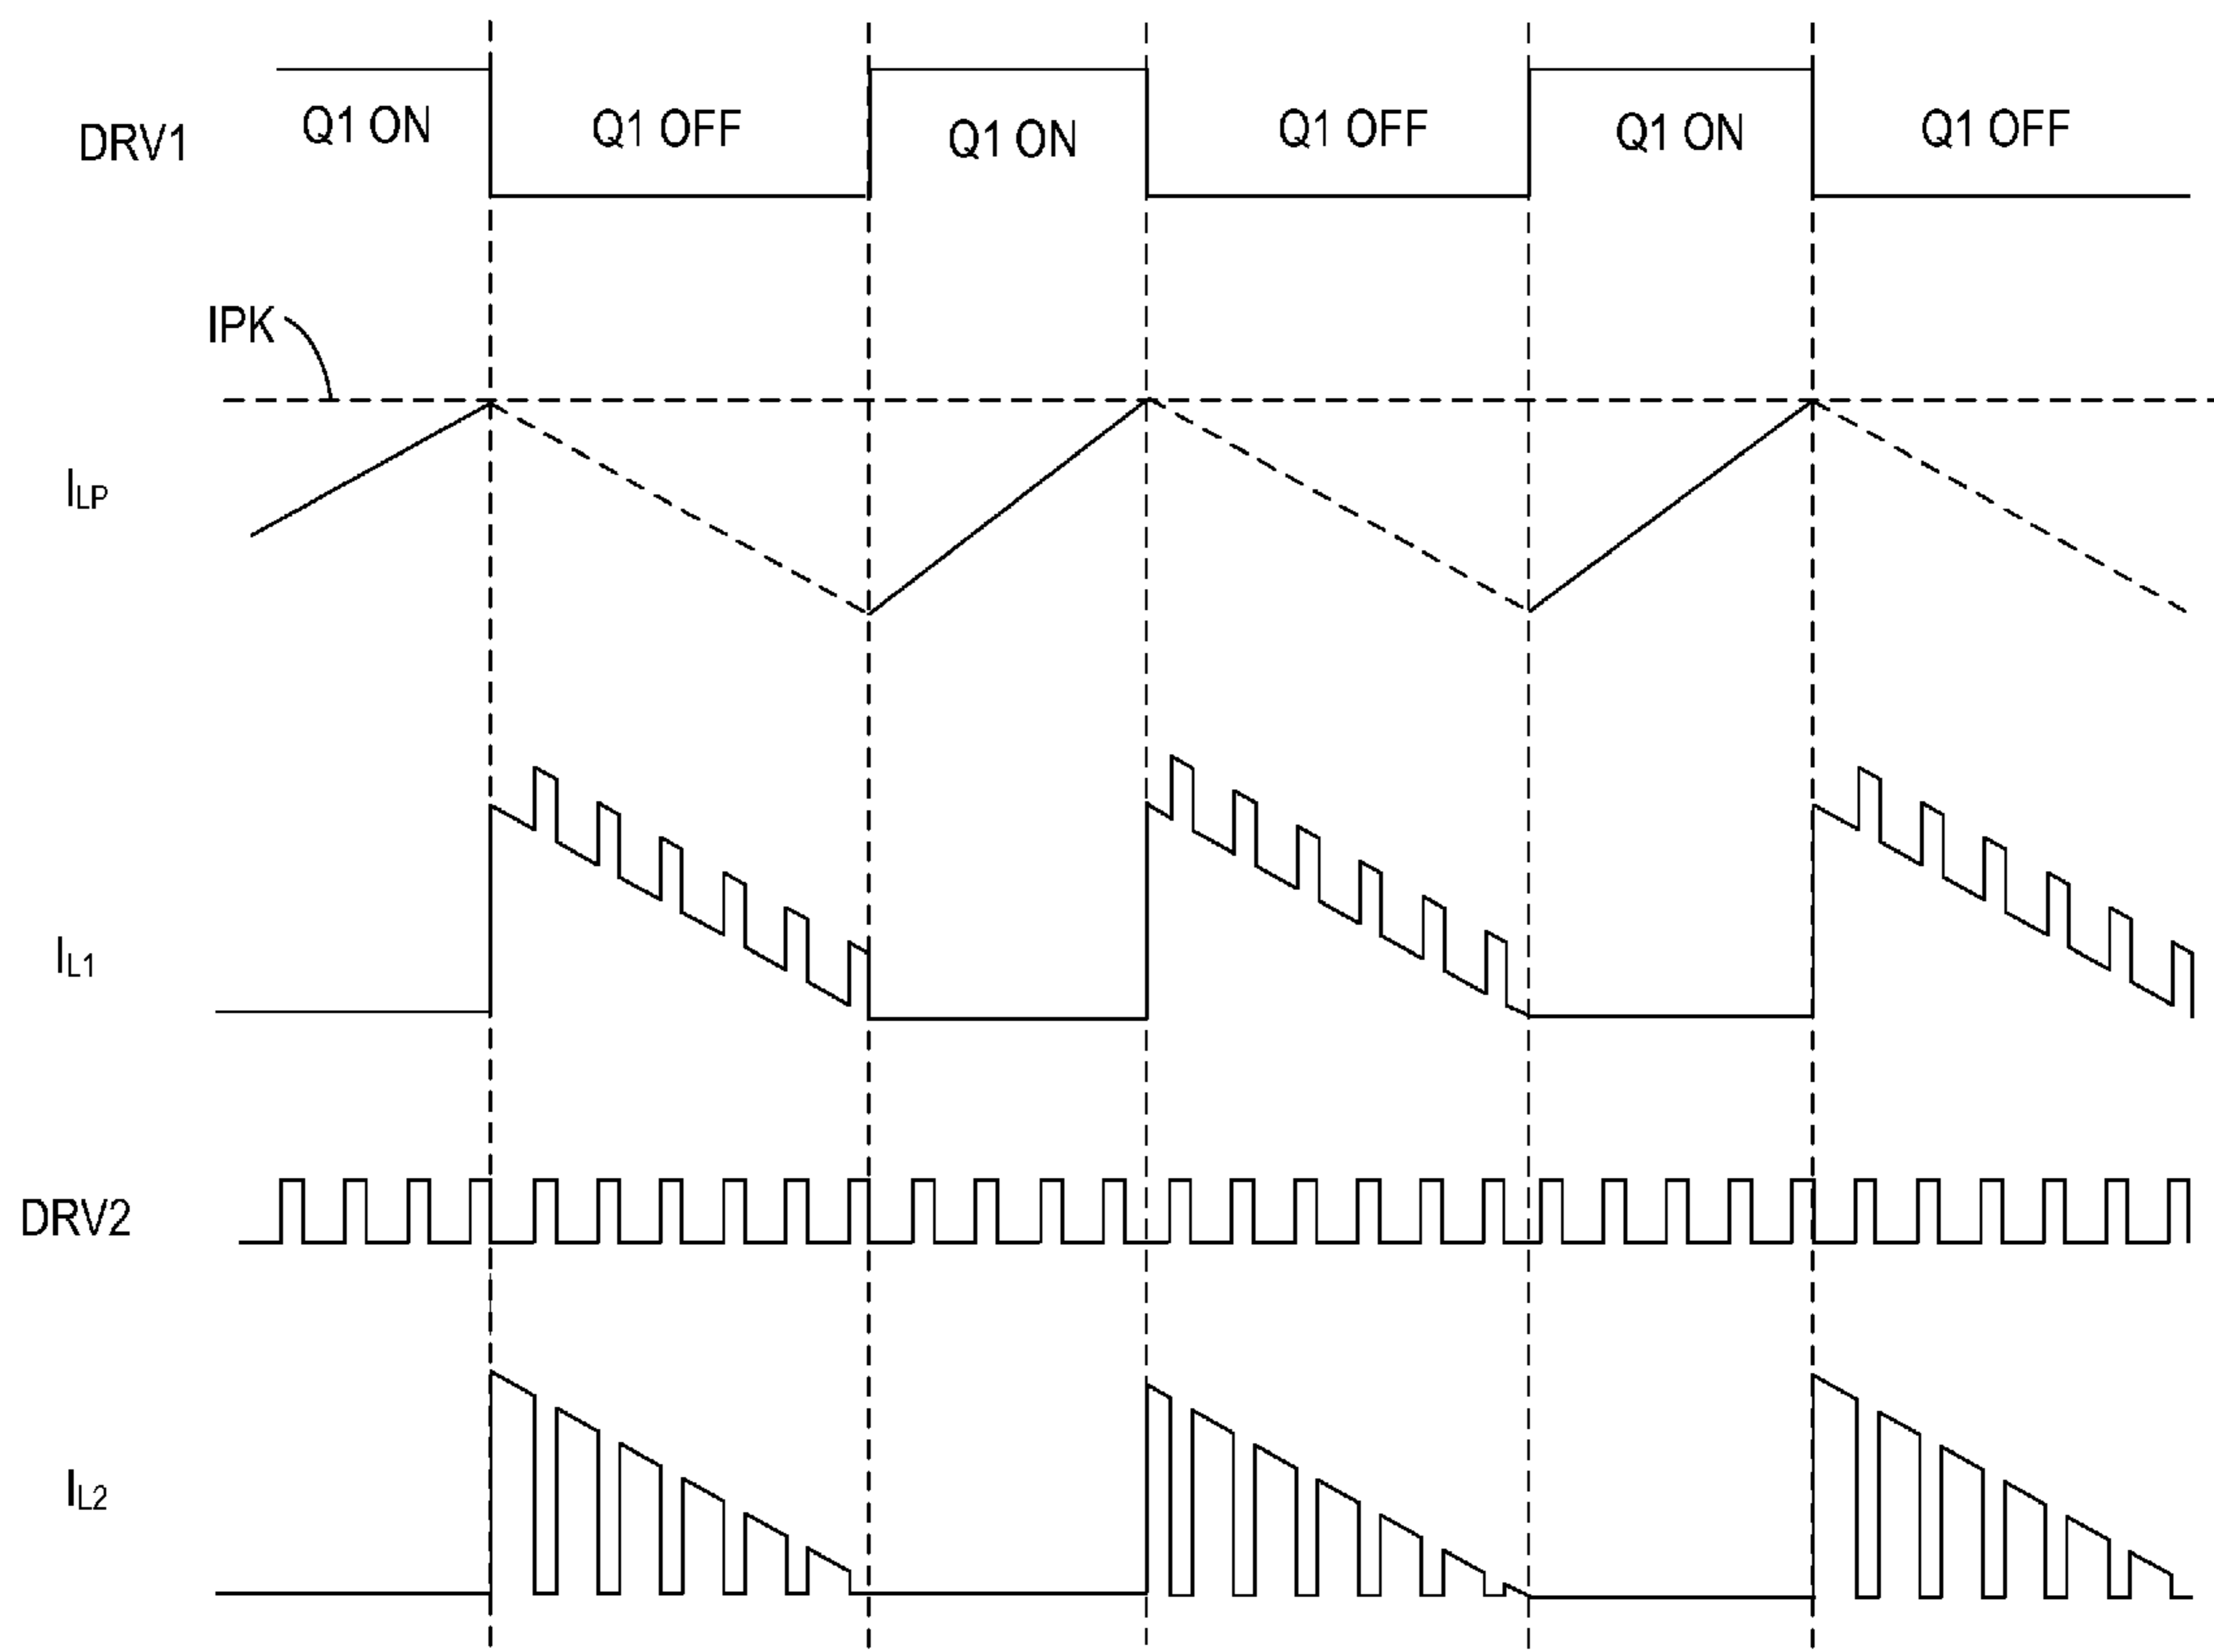 Q1 ON Q1 OFF Q1 ON Q1 OFF Q1 ON Q1 OFF
DRV1
IPK
ILP
IL1
DRV2
IL2